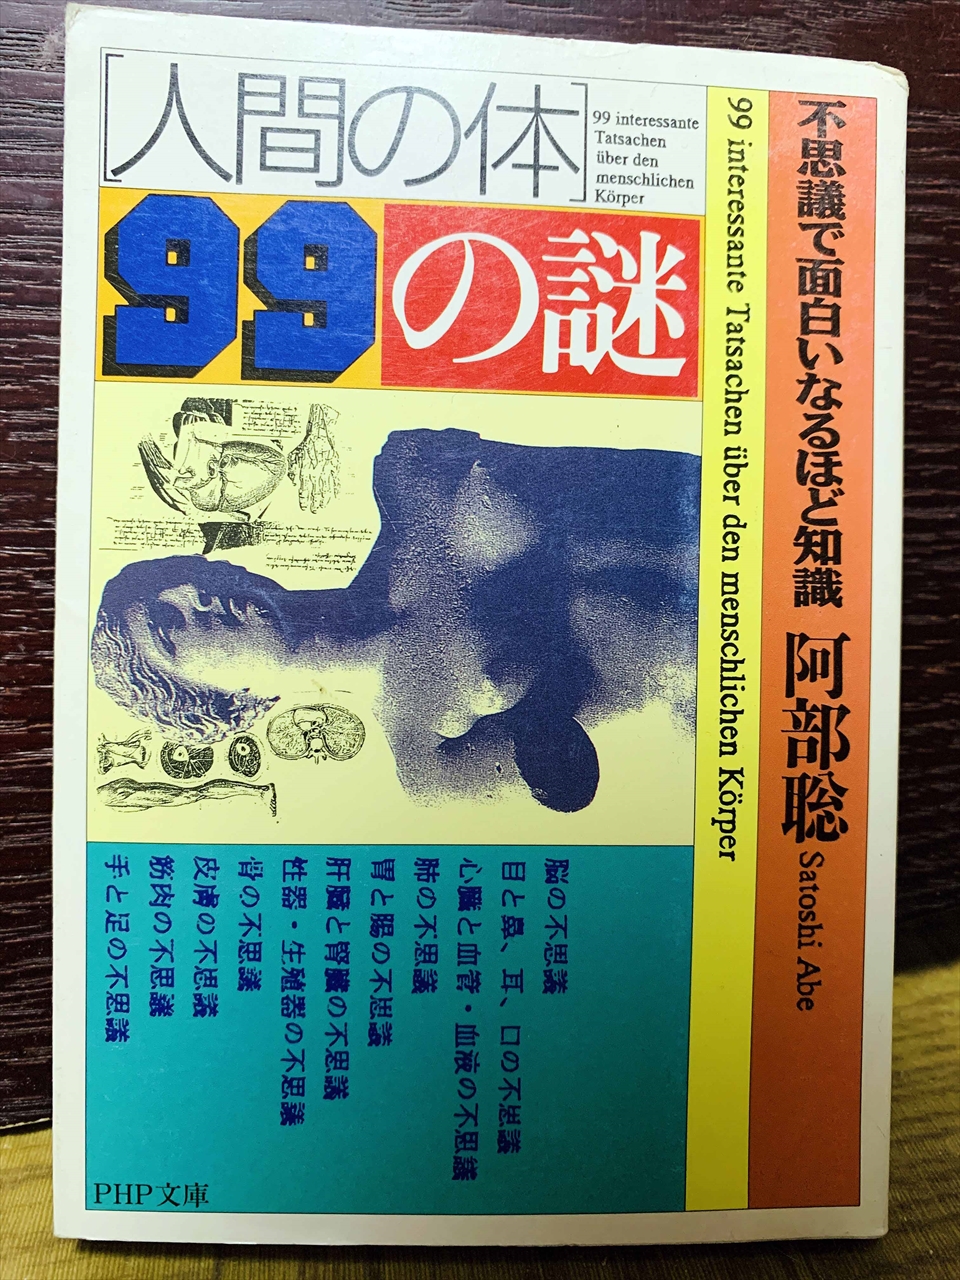 [人間の体]
99 interessante
Tatsachen
über den
menschlichen
Körper
99の謎
不思議で面白いなるほど知識
阿部聡
Satoshi Abe
99 interessante Tatsachen über den menschlichen Körper
脳の不思議
目と鼻、耳、口の不思議
心臓と血管・血液の不思議
肺の不思議
胃と腸の不思議
肝臓と腎臓の不思議
性器・生殖器の不思議
骨の不思議
皮膚の不思議
筋肉の不思議
手と足の不思議
PHP文庫